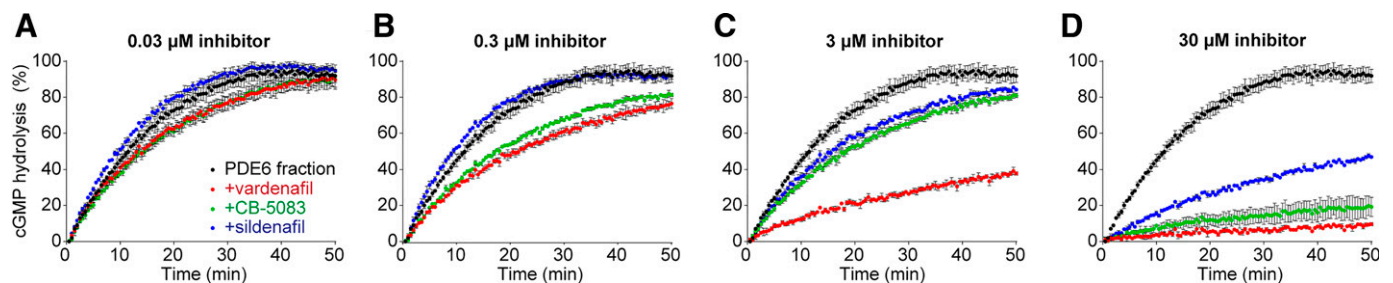 A
0.03 µM inhibitor
cGMP hydrolysis (%)
100
80
60
40
20
0
PDE6 fraction
+vardenafil
+CB-5083
+sildenafil
0 10 20 30 40 50
Time (min)
B
0.3 µM inhibitor
100
80
60
40
20
0
0 10 20 30 40 50
Time (min)
C
3 µM inhibitor
100
80
60
40
20
0
0 10 20 30 40 50
Time (min)
D
30 µM inhibitor
100
80
60
40
20
0
0 10 20 30 40 50
Time (min)